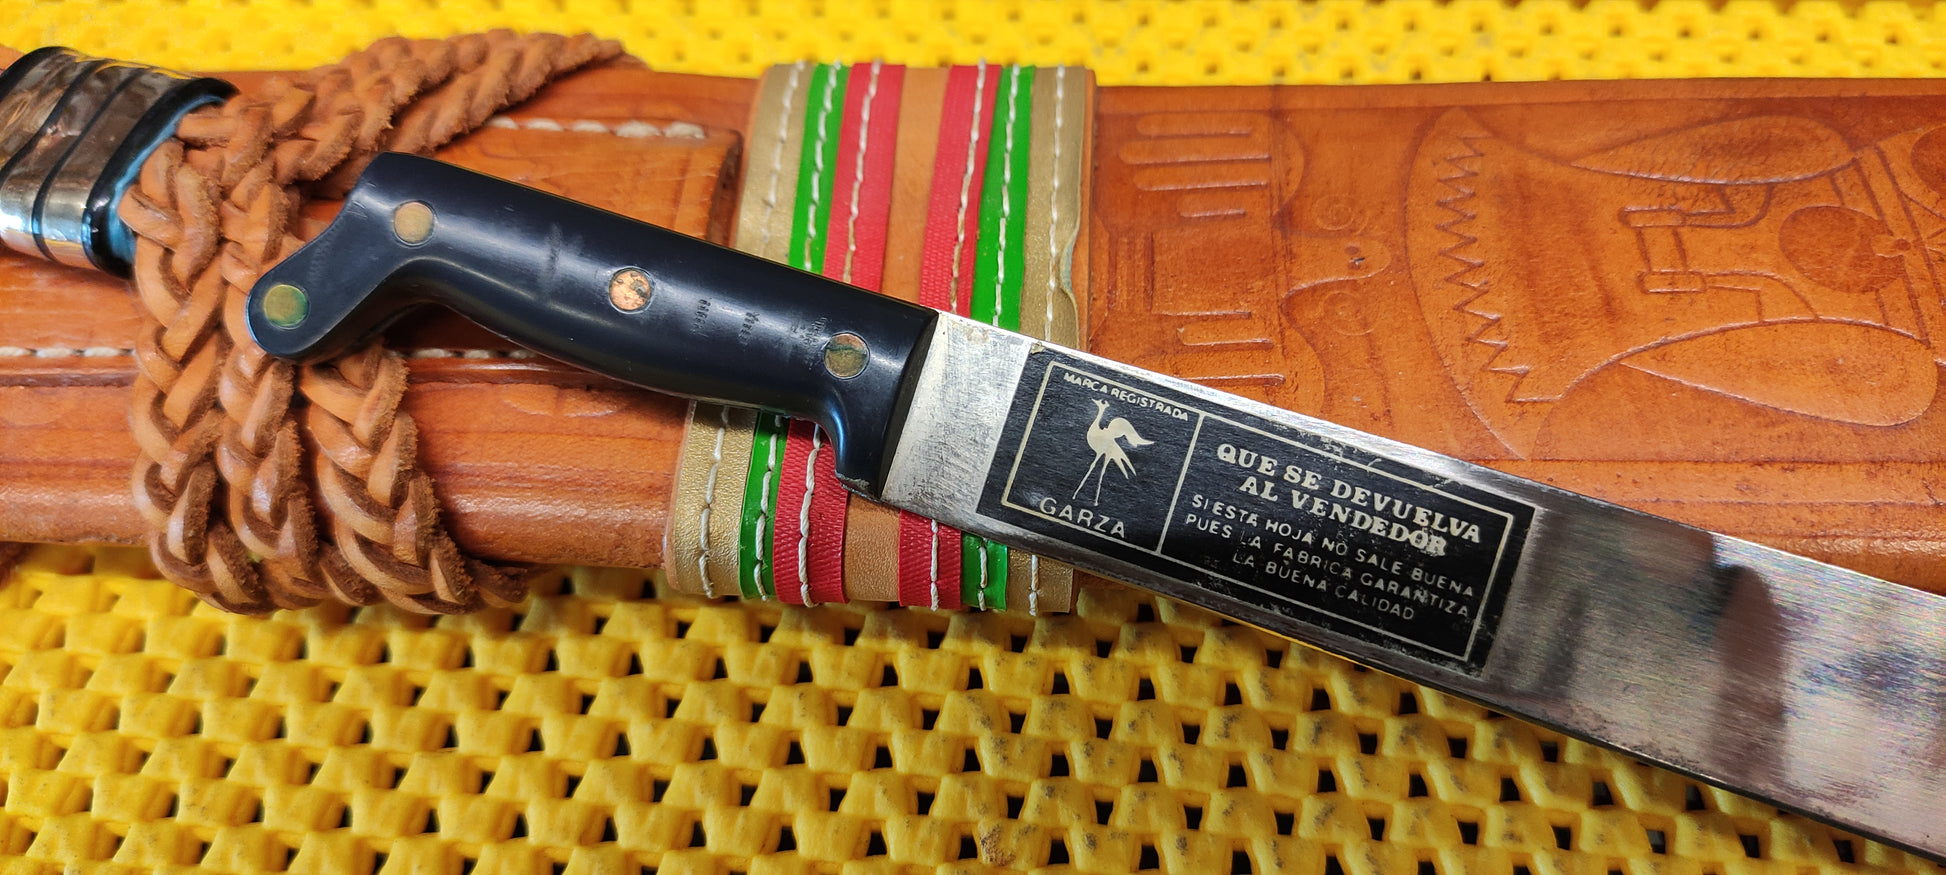 MARCA REGISTRADA
GARZA
QUE SE DEVUELVA
AL VENDEDOR
SI ESTA HOJA NO SALE BUENA
PUES LA FABRICA GARANTIZA
LA BUENA CALIDAD